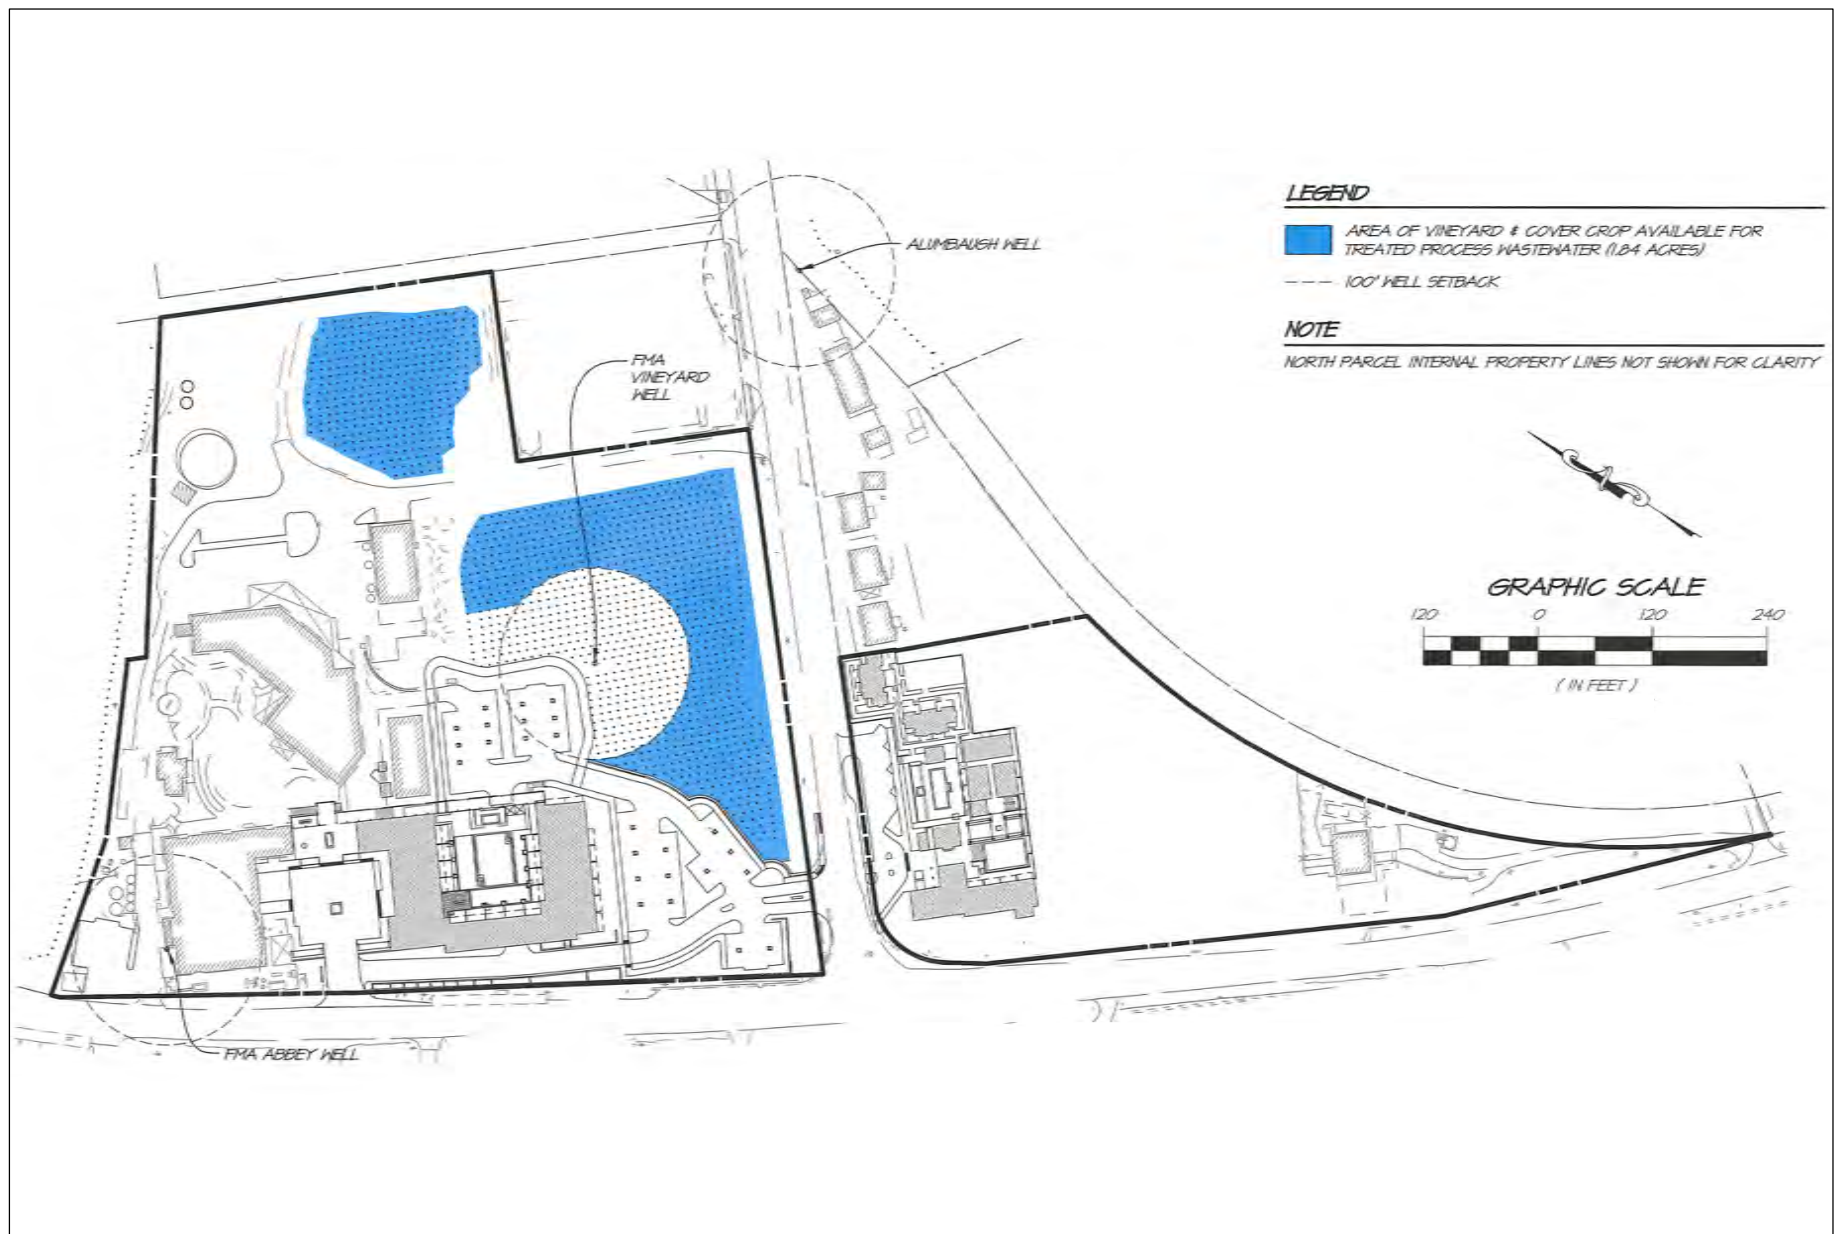 LEGEND
AREA OF VINEYARD & COVER CROP AVAILABLE FOR
TREATED PROCESS WASTEWATER (1.84 ACRES)
100' WELL SETBACK
NOTE
NORTH PARCEL INTERNAL PROPERTY LINES NOT SHOWN FOR CLARITY
ALUMBAUGH WELL
FMA
VINEYARD
WELL
GRAPHIC SCALE
120 0 120 240
( IN FEET )
FMA ABBEY WELL